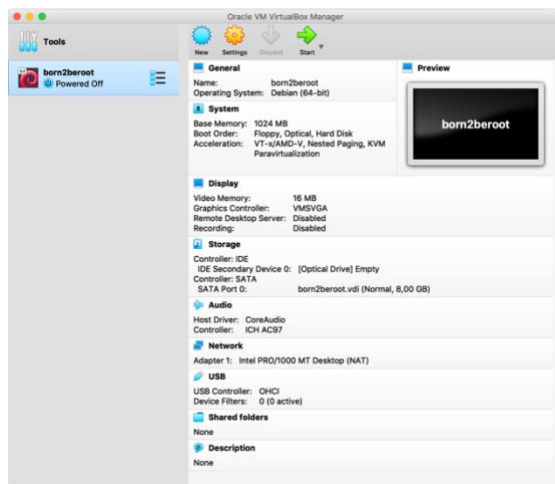 Oracle VM VirtualBox Manager
Tools
New Settings Discard Start
born2beroot
Powered Off
General
Name: born2beroot
Operating System: Debian (64-bit)
System
Base Memory: 1024 MB
Boot Order: Floppy, Optical, Hard Disk
Acceleration: VT-x/AMD-V, Nested Paging, KVM
Paravirtualization
Preview
born2beroot
Display
Video Memory: 16 MB
Graphics Controller: VMSVGA
Remote Desktop Server: Disabled
Recording: Disabled
Storage
Controller: IDE
IDE Secondary Device 0: [Optical Drive] Empty
Controller: SATA
SATA Port 0: born2beroot.vdi (Normal, 8,00 GB)
Audio
Host Driver: CoreAudio
Controller: ICH AC97
Network
Adapter 1: Intel PRO/1000 MT Desktop (NAT)
USB
USB Controller: OHCI
Device Filters: 0 (0 active)
Shared folders
None
Description
None